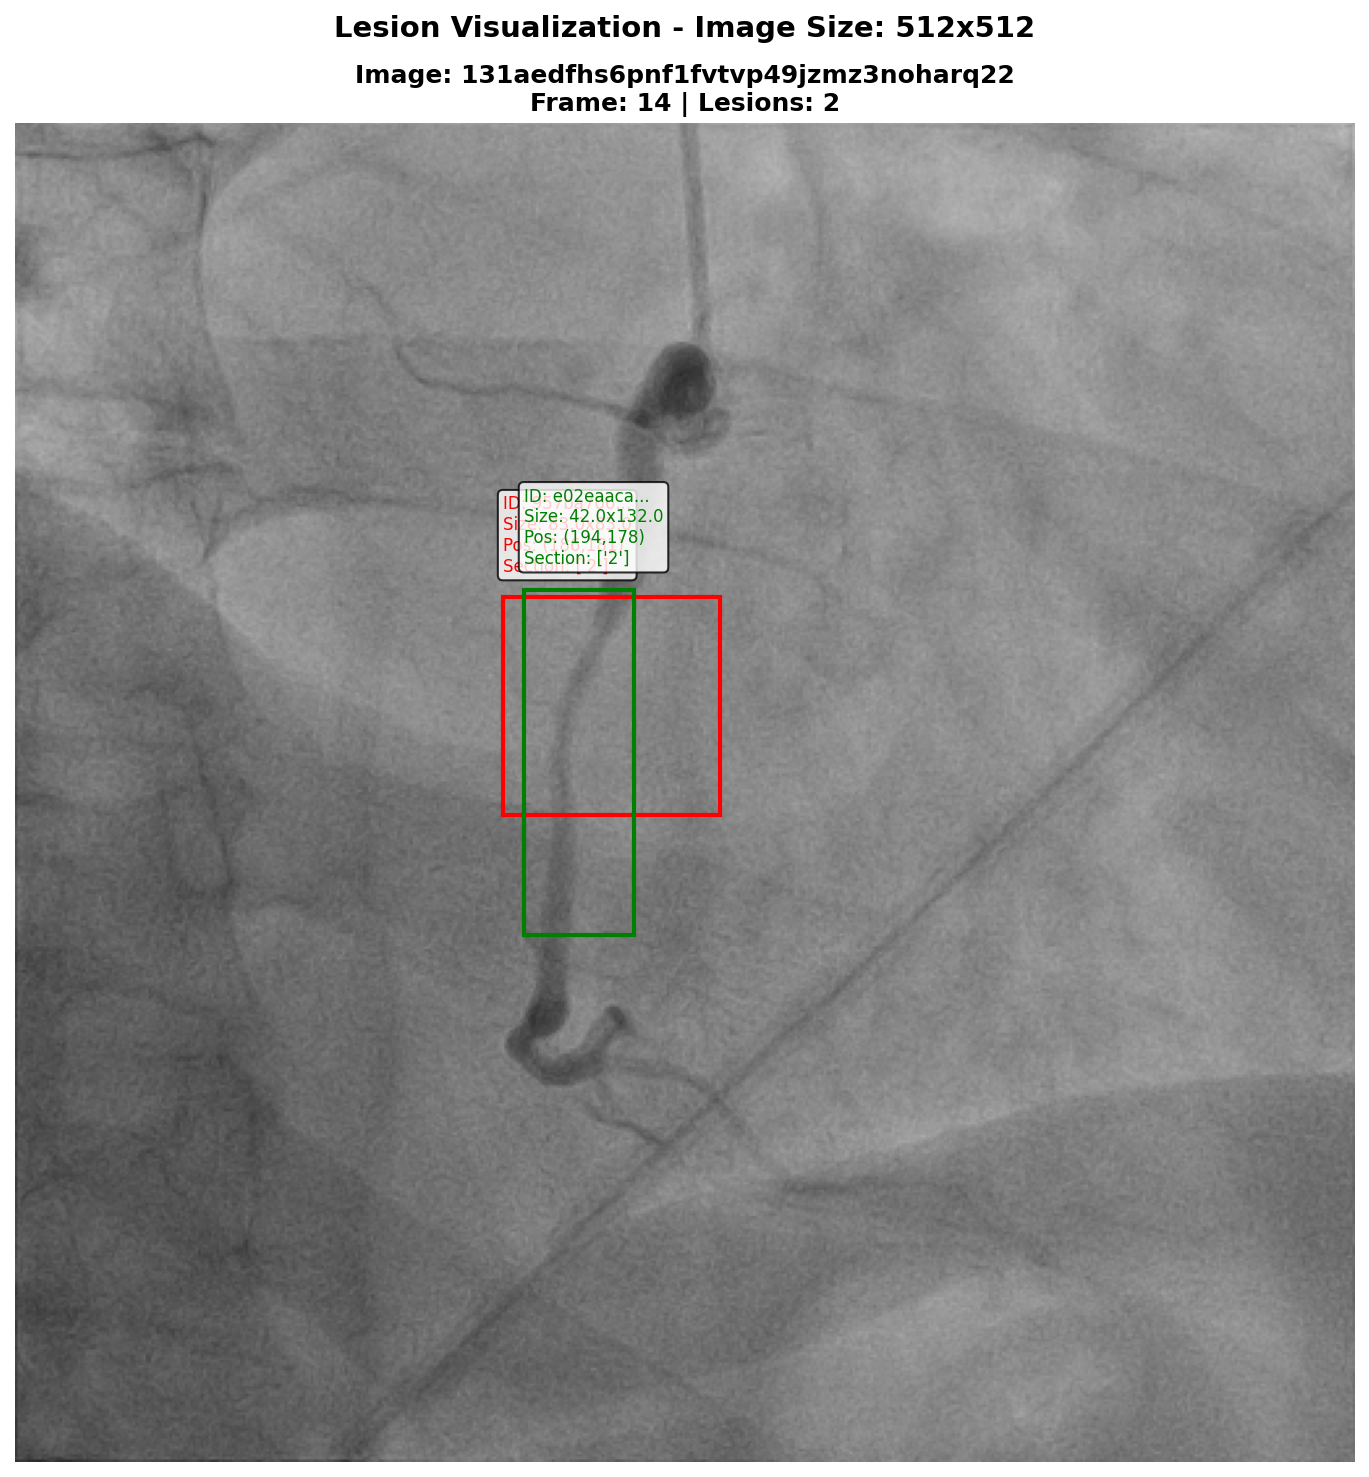 Lesion Visualization - Image Size: 512x512
Image: 131aedfhs6pnf1fvtvp49jzmz3noharq22
Frame: 14 | Lesions: 2
ID: e02eaaca...
Size: 42.0x132.0
Pos: (194,178)
Section: ['2']